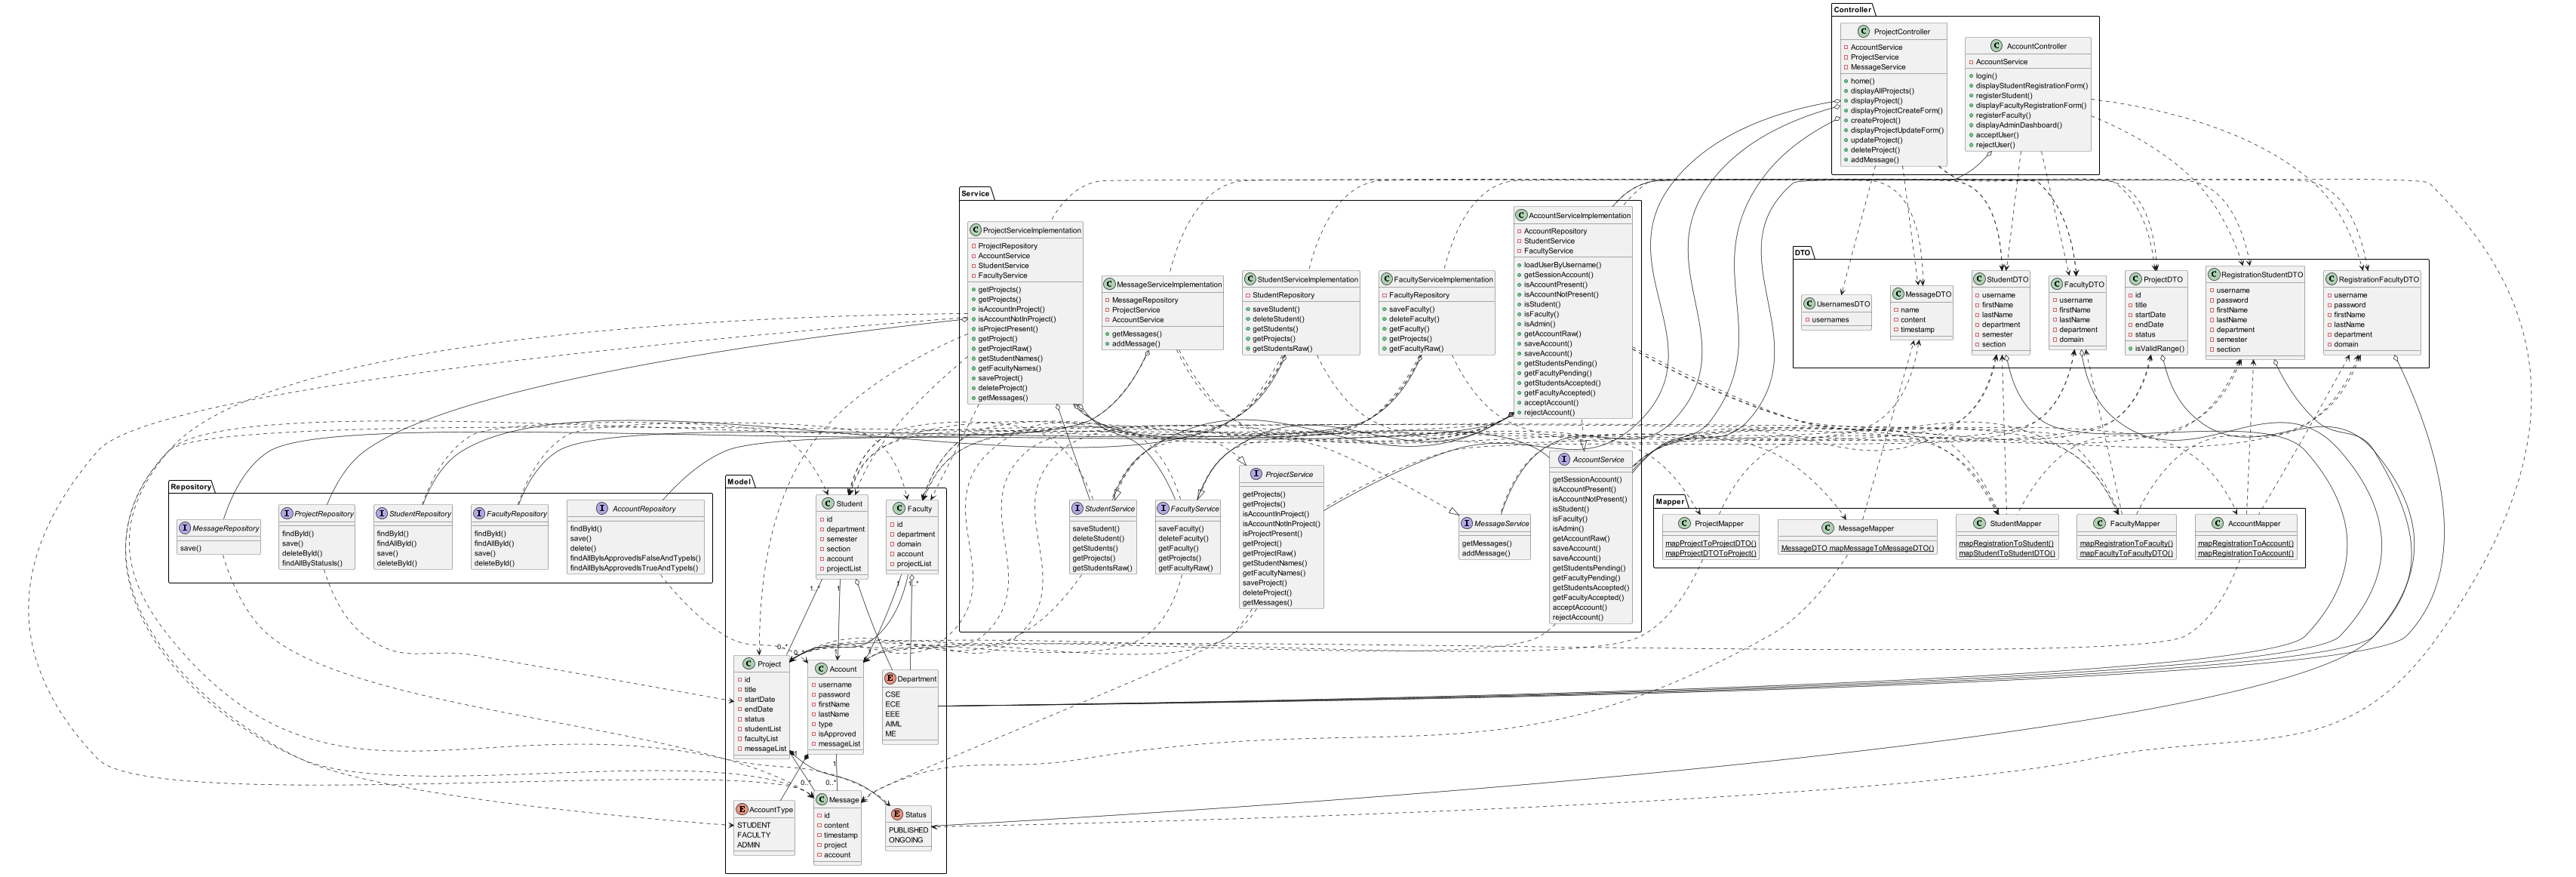 Controller
C ProjectController
AccountService
ProjectService
MessageService
home()
displayAllProjects()
displayProject()
displayProjectCreateForm()
createProject()
displayProjectUpdateForm()
updateProject()
deleteProject()
addMessage()
C AccountController
AccountService
login()
displayStudentRegistrationForm()
registerStudent()
displayFacultyRegistrationForm()
registerFaculty()
displayAdminDashboard()
acceptUser()
rejectUser()
Service
C ProjectServiceImplementation
ProjectRepository
AccountService
StudentService
FacultyService
getProjects()
getProjects()
isAccountInProject()
isAccountNotInProject()
isProjectPresent()
getProject()
getProjectRaw()
getStudentNames()
getFacultyNames()
saveProject()
deleteProject()
getMessages()
C MessageServiceImplementation
MessageRepository
ProjectService
AccountService
getMessages()
addMessage()
C StudentServiceImplementation
StudentRepository
saveStudent()
deleteStudent()
getStudents()
getProjects()
getStudentsRaw()
C FacultyServiceImplementation
FacultyRepository
saveFaculty()
deleteFaculty()
getFaculty()
getProjects()
getFacultyRaw()
C AccountServiceImplementation
AccountRepository
StudentService
FacultyService
loadUserByUsername()
getSessionAccount()
isAccountPresent()
isAccountNotPresent()
isStudent()
isFaculty()
isAdmin()
getAccountRaw()
saveAccount()
saveAccount()
getStudentsPending()
getFacultyPending()
getStudentsAccepted()
getFacultyAccepted()
acceptAccount()
rejectAccount()
DTO
C UsernamesDTO
usernames
C MessageDTO
name
content
timestamp
C StudentDTO
username
firstName
lastName
department
semester
section
C FacultyDTO
username
firstName
lastName
department
domain
C ProjectDTO
id
title
startDate
endDate
status
isValidRange()
C RegistrationStudentDTO
username
password
firstName
lastName
department
semester
section
C RegistrationFacultyDTO
username
password
firstName
lastName
department
domain
Repository
I MessageRepository
save()
I ProjectRepository
findById()
save()
deleteById()
findAllByStatusIs()
I StudentRepository
findById()
findAllById()
save()
deleteById()
I FacultyRepository
findById()
findAllById()
save()
deleteById()
I AccountRepository
findById()
save()
delete()
findAllByIsApprovedIsFalseAndTypeIs()
findAllByIsApprovedIsTrueAndTypeIs()
Model
C Student
id
department
semester
section
account
projectList
C Faculty
id
department
domain
account
projectList
I StudentService
saveStudent()
deleteStudent()
getStudents()
getProjects()
getStudentsRaw()
I FacultyService
saveFaculty()
deleteFaculty()
getFaculty()
getProjects()
getFacultyRaw()
I ProjectService
getProjects()
getProjects()
isAccountInProject()
isAccountNotInProject()
isProjectPresent()
getProject()
getProjectRaw()
getStudentNames()
getFacultyNames()
saveProject()
deleteProject()
getMessages()
I MessageService
getMessages()
addMessage()
I AccountService
getSessionAccount()
isAccountPresent()
isAccountNotPresent()
isStudent()
isFaculty()
isAdmin()
getAccountRaw()
saveAccount()
saveAccount()
getStudentsPending()
getFacultyPending()
getStudentsAccepted()
getFacultyAccepted()
acceptAccount()
rejectAccount()
Mapper
C ProjectMapper
mapProjectToProjectDTO()
mapProjectDTOToProject()
C MessageMapper
MessageDTO mapMessageToMessageDTO()
C StudentMapper
mapRegistrationToStudent()
mapStudentToStudentDTO()
C FacultyMapper
mapRegistrationToFaculty()
mapFacultyToFacultyDTO()
C AccountMapper
mapRegistrationToAccount()
mapRegistrationToAccount()
1..*
1
1
1..*
0..*
C Project
id
title
startDate
endDate
status
studentList
facultyList
messageList
C Account
username
password
firstName
lastName
type
isApproved
messageList
E Department
CSE
ECE
EEE
AIML
ME
1
0..*
0..*
E AccountType
STUDENT
FACULTY
ADMIN
C Message
id
content
timestamp
project
account
E Status
PUBLISHED
ONGOING